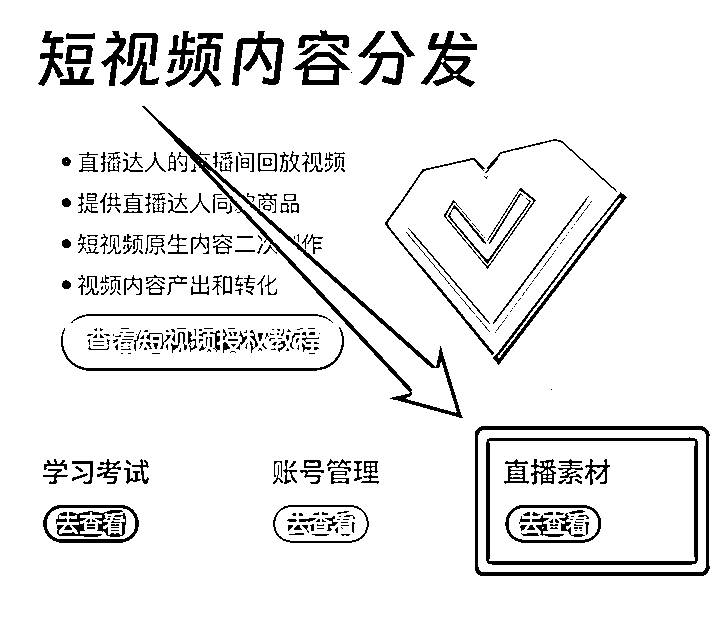 短视频内容分发
• 直播达人的直播间回放视频
• 提供直播达人同款商品
• 短视频原生内容二次创作
• 视频内容产出和转化
查看短视频授权教程
学习考试
账号管理
直播素材
去查看
去查看
去查看